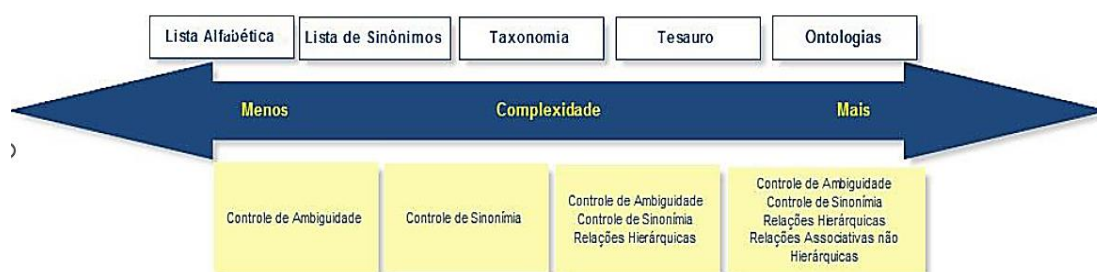 Lista Alfabética
Lista de Sinônimos
Taxonomia
Tesauro
Ontologias
Menos
Complexidade
Mais
Controle de Ambiguidade
Controle de Sinonímia
Controle de Ambiguidade
Controle de Sinonímia
Relações Hierárquicas
Controle de Ambiguidade
Controle de Sinonímia
Relações Hierárquicas
Relações Associativas não
Hierárquicas